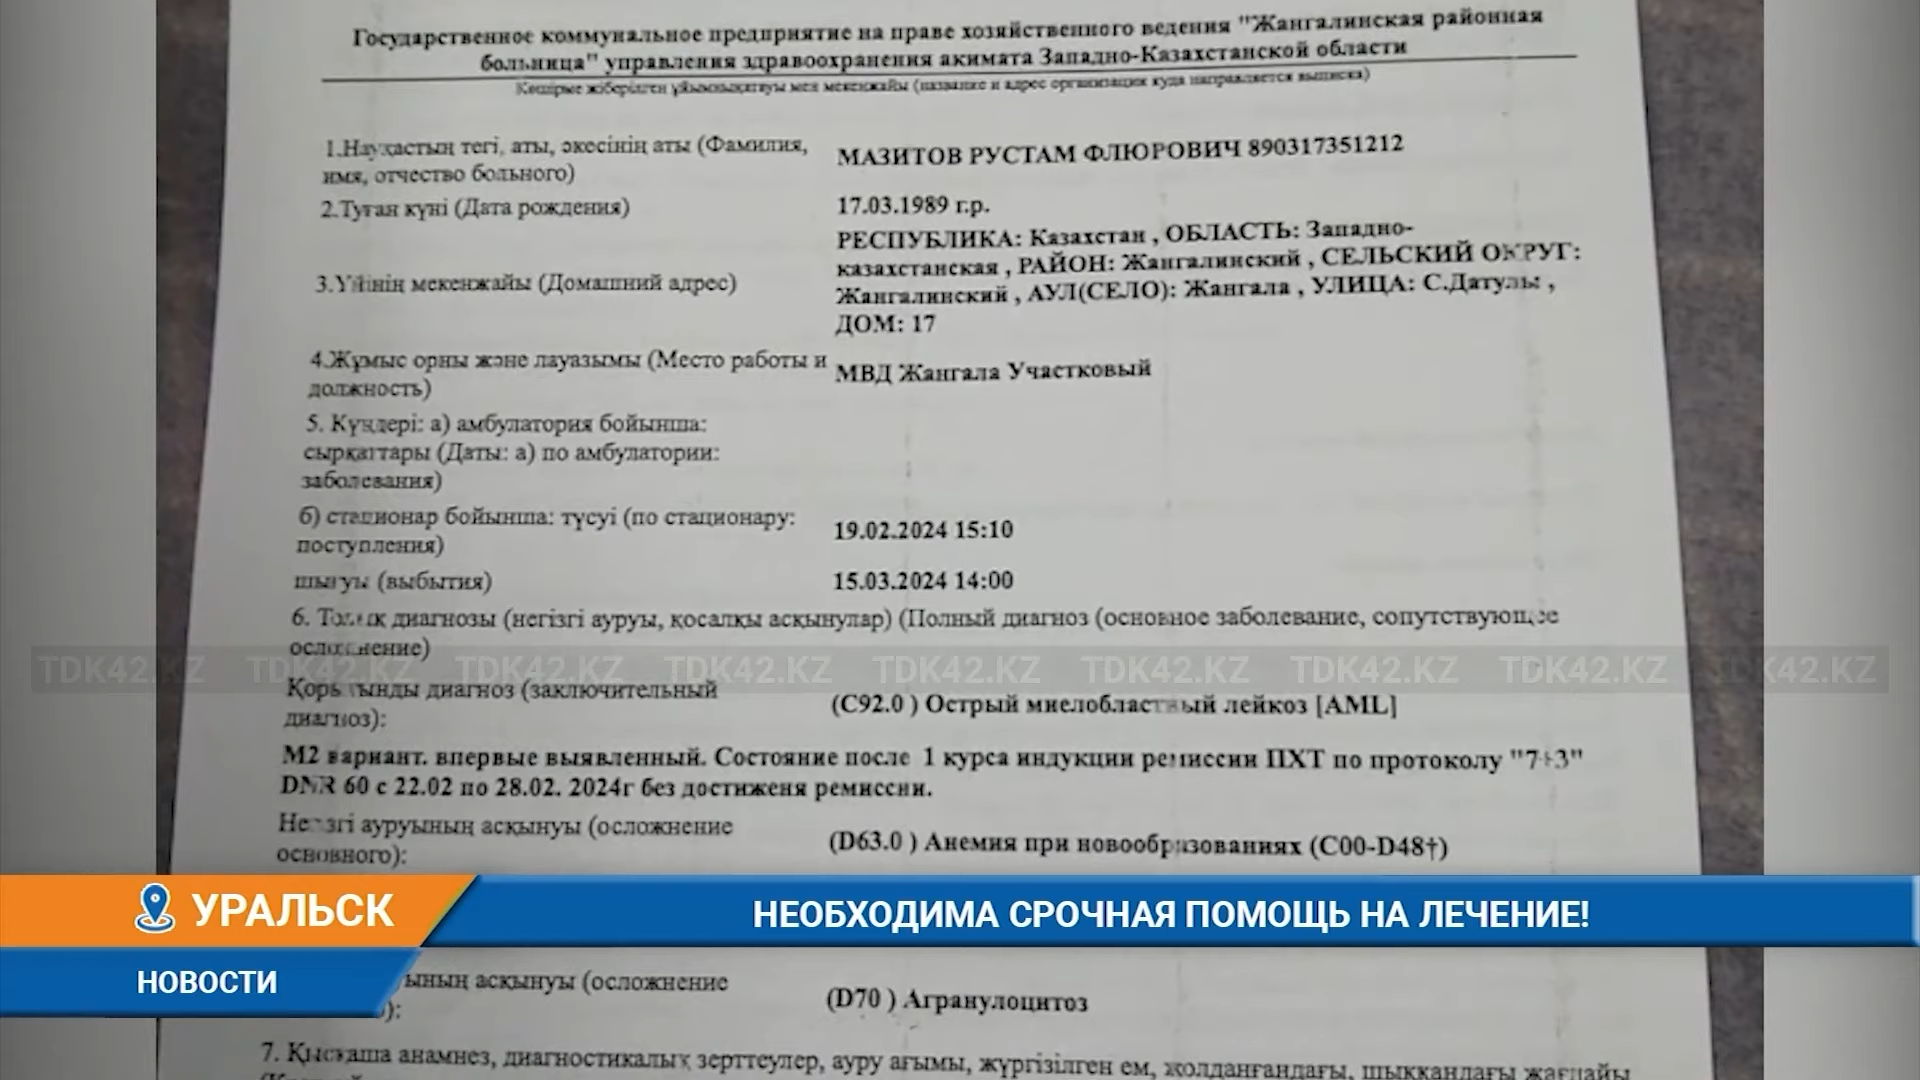 Государственное коммунальное предприятие на праве хозяйственного ведения "Жангалинская районная
больница" управления здравоохранения акимата Западно-Казахстанской области
Көшірме жіберілген ұйымның атауы мен мекенжайы (название и адрес организации куда направляется выписка)
1.Науқастың тегі, аты, әкесінің аты (Фамилия,
имя, отчество больного)
МАЗИТОВ РУСТАМ ФЛЮРОВИЧ 890317351212
2.Туған күні (Дата рождения)
17.03.1989 г.р.
3.Үйінің мекенжайы (Домашний адрес)
РЕСПУБЛИКА: Казахстан , ОБЛАСТЬ: Западно-
казахстанская , РАЙОН: Жангалинский , СЕЛЬСКИЙ ОКРУГ:
Жангалинский , АУЛ(СЕЛО): Жангала , УЛИЦА: С.Датулы ,
ДОМ: 17
4.Жұмыс орны және лауазымы (Место работы и
должность)
МВД Жангала Участковый
5. Күндері: а) амбулатория бойынша:
сырқаттары (Даты: а) по амбулатории:
заболевания)
б) стационар бойынша: түсуі (по стационару:
поступления)
19.02.2024 15:10
шығуы (выбытия)
15.03.2024 14:00
6. Толық диагнозы (негізгі ауруы, қосалқы асқынулар) (Полный диагноз (основное заболевание, сопутствующее
осложнение)
TDK42.KZ TDK42.KZ TDK42.KZ TDK42.KZ TDK42.KZ TDK42.KZ TDK42.KZ TDK42.KZ TDK42.KZ
Қорытынды диагноз (заключительный
диагноз):
(C92.0 ) Острый миелобластный лейкоз [AML]
М2 вариант. впервые выявленный. Состояние после 1 курса индукции ремиссии ПХТ по протоколу "7+3"
DNR 60 с 22.02 по 28.02. 2024г без достиженя ремиссии.
Негізгі ауруының асқынуы (осложнение
основного):
(D63.0 ) Анемия при новообразованиях (C00-D48†)
УРАЛЬСК
НЕОБХОДИМА СРОЧНАЯ ПОМОЩЬ НА ЛЕЧЕНИЕ!
НОВОСТИ
асқынуы (осложнение
(D70 ) Агранулоцитоз
7. Қысқаша анамнез, диагностикалық зерттеулер, ауру ағымы, жүргізілген ем, жолданғандағы, шыққандағы жағдайы